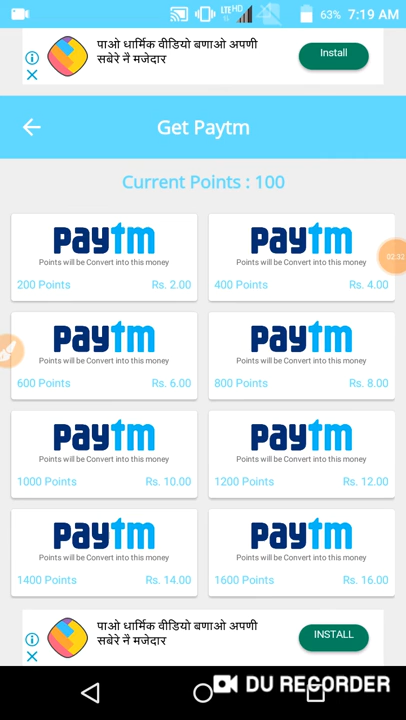 LTE HD 63% 7:19 AM
पाओ धार्मिक वीडियो बणाओ अपणी
सबेरे नै मजेदार
Install
Get Paytm
Current Points : 100
paytm paytm
Points will be Convert into this money Points will be Convert into this money
200 Points Rs. 2.00 400 Points Rs. 4.00
02:33
paytm paytm
Points will be Convert into this money Points will be Convert into this money
600 Points Rs. 6.00 800 Points Rs. 8.00
paytm paytm
Points will be Convert into this money Points will be Convert into this money
1000 Points Rs. 10.00 1200 Points Rs. 12.00
paytm paytm
Points will be Convert into this money Points will be Convert into this money
1400 Points Rs. 14.00 1600 Points Rs. 16.00
पाओ धार्मिक वीडियो बणाओ अपणी
सबेरे नै मजेदार
INSTALL
DU RECORDER